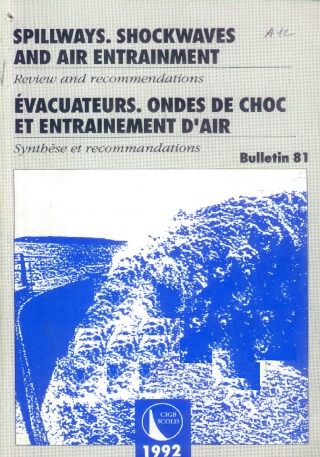 A12
SPILLWAYS. SHOCKWAVES
AND AIR ENTRAINMENT
Review and recommendations
ÉVACUATEURS. ONDES DE CHOC
ET ENTRAINEMENT D'AIR
Synthèse et recommandations
Bulletin 81
CIGB
ICOLD
1992